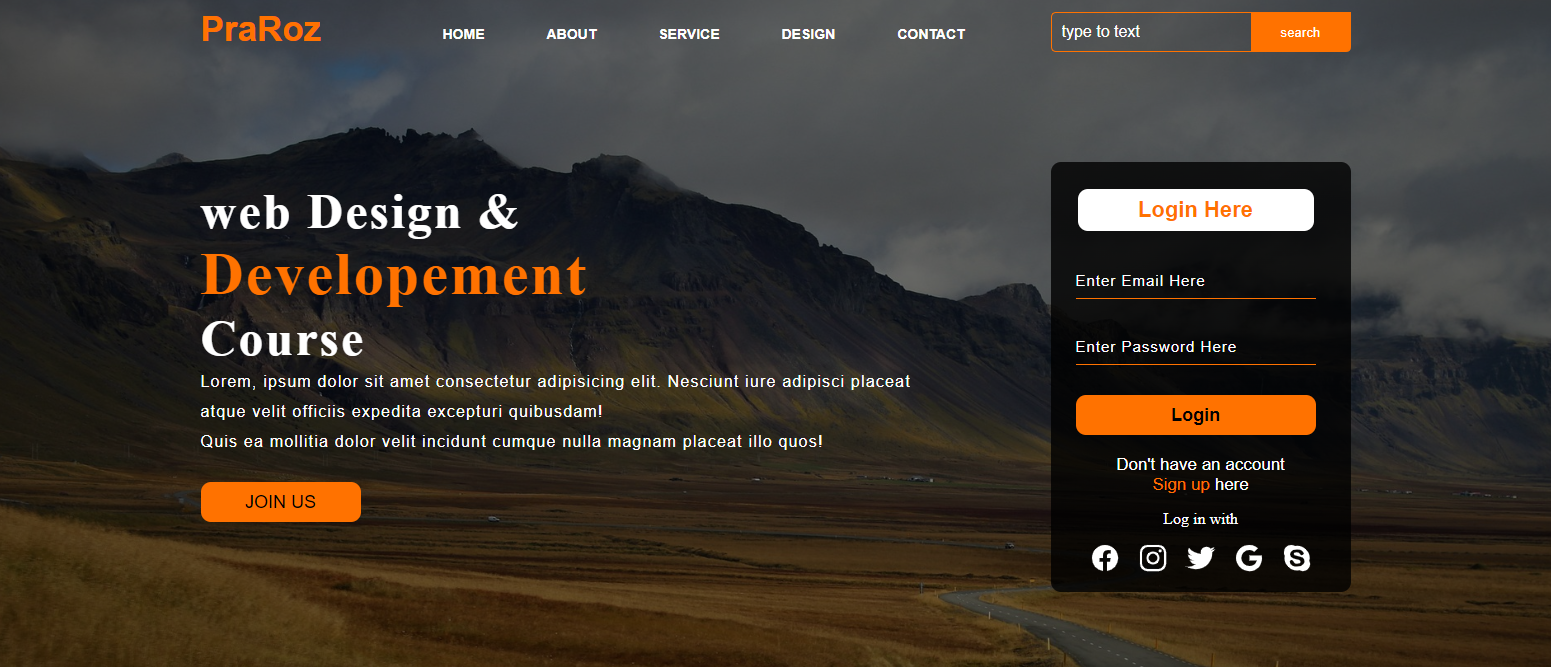 PraRoz
HOME ABOUT SERVICE DESIGN CONTACT
type to text
search
web Design &
Developement
Course
Lorem, ipsum dolor sit amet consectetur adipisicing elit. Nesciunt iure adipisci placeat
atque velit officiis expedita excepturi quibusdam!
Quis ea mollitia dolor velit incidunt cumque nulla magnam placeat illo quos!
JOIN US
Login Here
Enter Email Here
Enter Password Here
Login
Don't have an account
Sign up here
Log in with